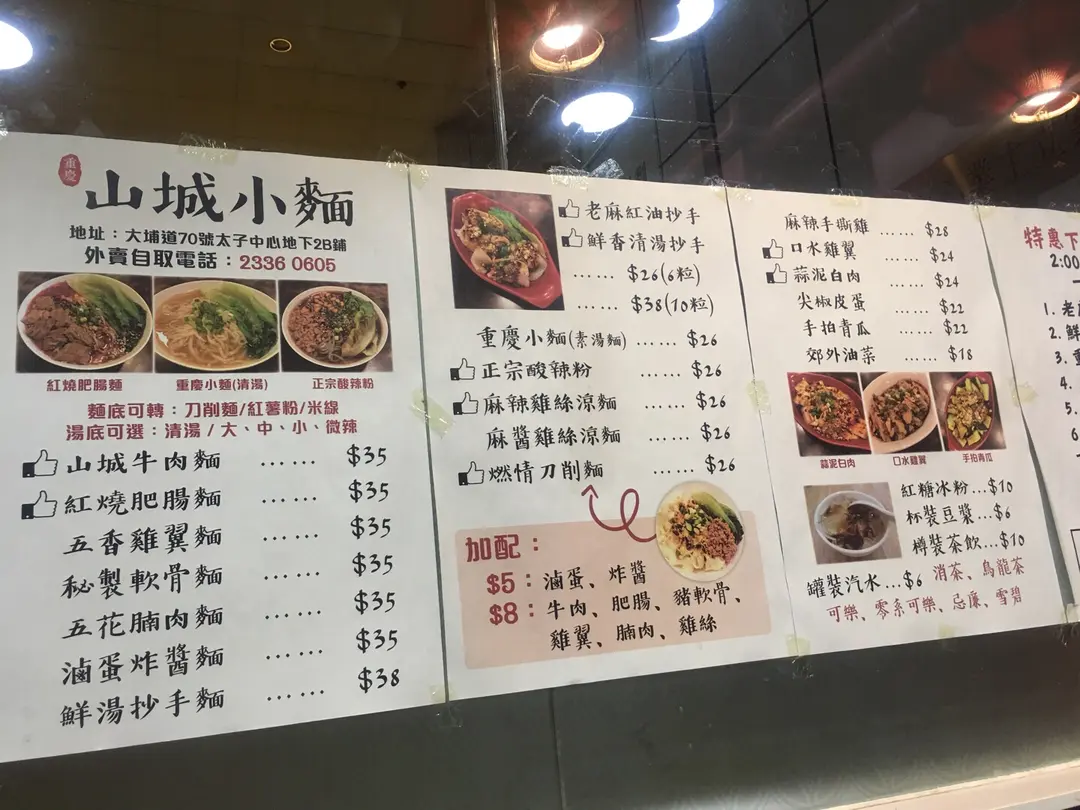 重慶
山城小麵
地址：大埔道70號太子中心地下2B鋪
外賣自取電話：2336 0605
紅燒肥腸麵
重慶小麵(清湯)
正宗酸辣粉
麵底可轉：刀削麵/紅薯粉/米線
湯底可選：清湯/大、中、小、微辣
山城牛肉麵 ...... $35
紅燒肥腸麵 ...... $35
五香雞翼麵 ...... $35
秘製軟骨麵 ...... $35
五花腩肉麵 ...... $35
滷蛋炸醬麵 ...... $35
鮮湯抄手麵 ...... $38
老麻紅油抄手
鮮香清湯抄手
...... $26(6粒)
...... $38(10粒)
重慶小麵(素湯麵) ...... $26
正宗酸辣粉 ...... $26
麻辣雞絲涼麵 ...... $26
麻醬雞絲涼麵 ...... $26
燃情刀削麵 ...... $26
加配：
$5：滷蛋、炸醬
$8：牛肉、肥腸、豬軟骨、
雞翼、腩肉、雞絲
麻辣手撕雞 ...... $28
口水雞翼 ...... $24
蒜泥白肉 ...... $24
尖椒皮蛋 ...... $22
手拍青瓜 ...... $22
郊外油菜 ...... $18
蒜泥白肉
口水雞翼
手拍青瓜
紅糖冰粉...$10
杯裝豆漿...$6
樽裝茶飲...$10
罐裝汽水...$6 涼茶、烏龍茶
可樂、零系可樂、忌廉、雪碧
特惠下
2:00
1. 老
2. 鮮
3. 重
4.
5.
6